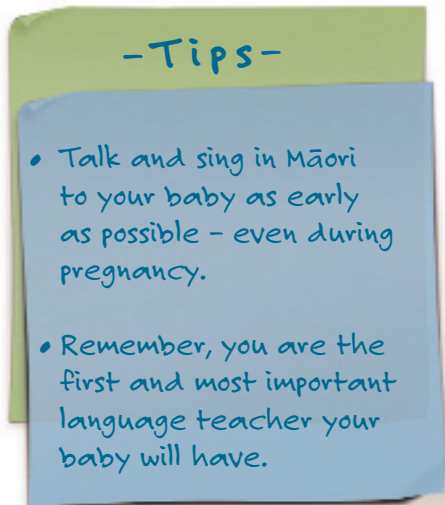 -Tips-
• Talk and sing in Māori
to your baby as early
as possible - even during
pregnancy.
• Remember, you are the
first and most important
language teacher your
baby will have.